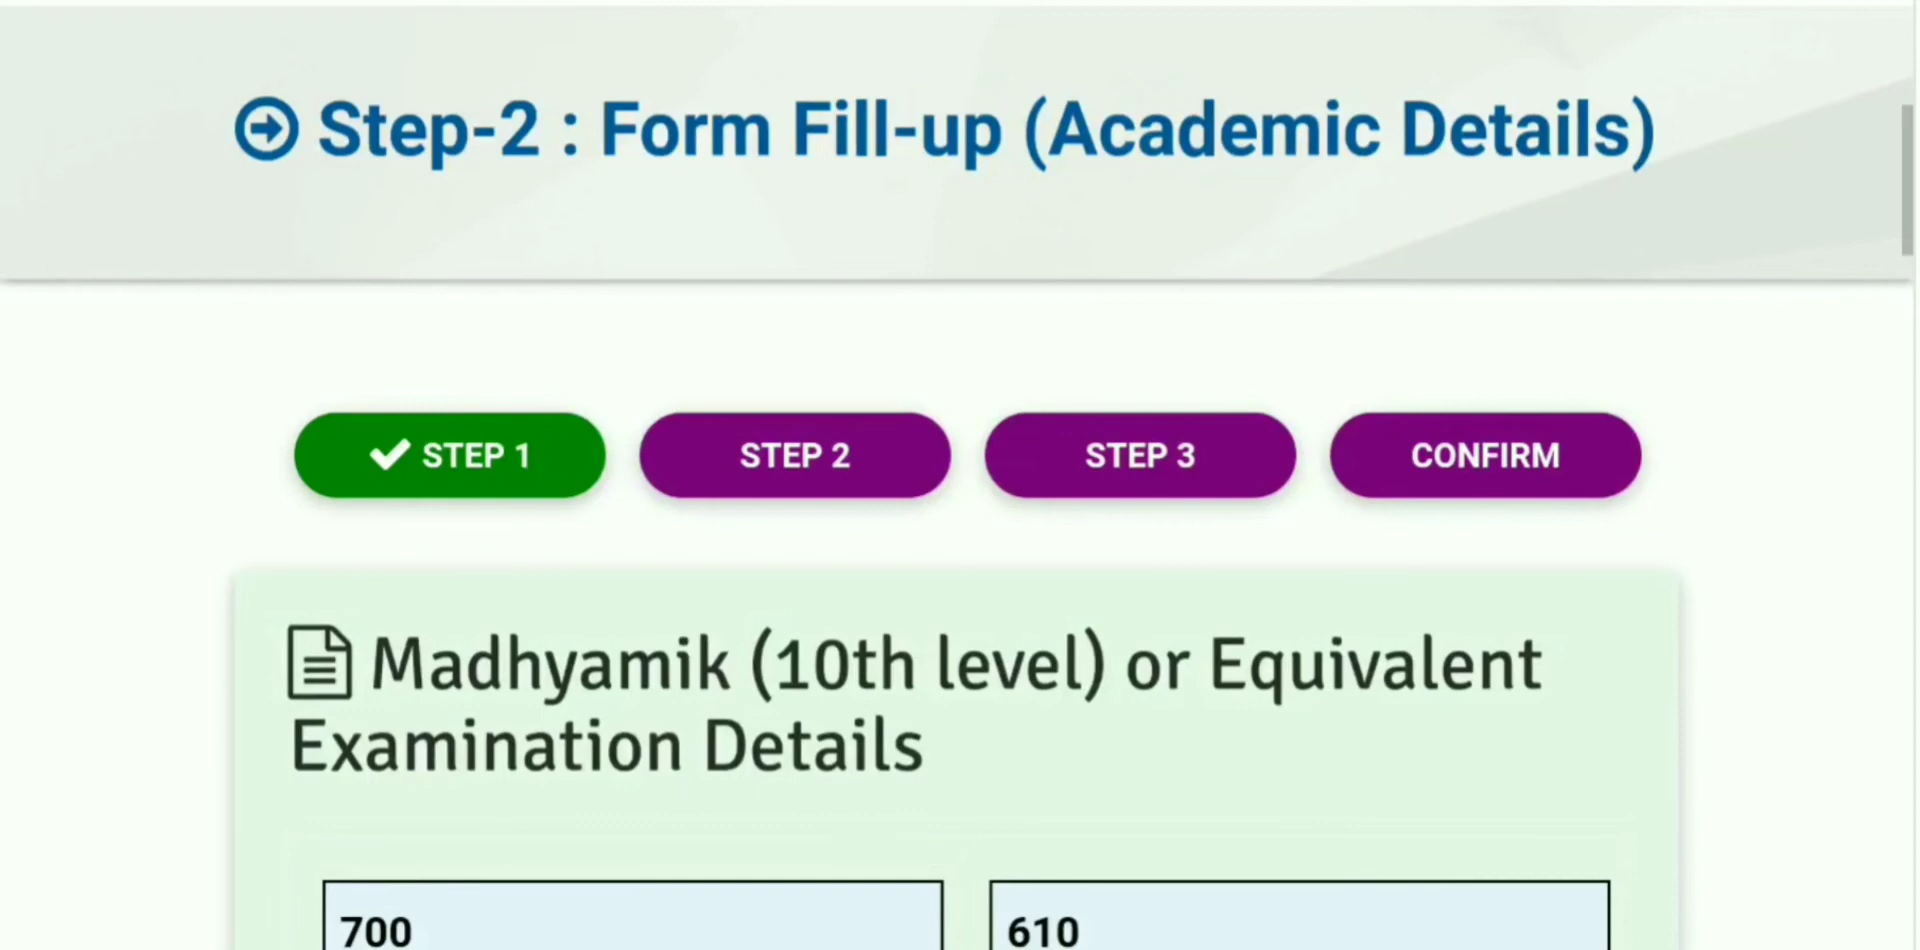 Step-2 : Form Fill-up (Academic Details)
STEP 1
STEP 2
STEP 3
CONFIRM
Madhyamik (10th level) or Equivalent
Examination Details
700
610